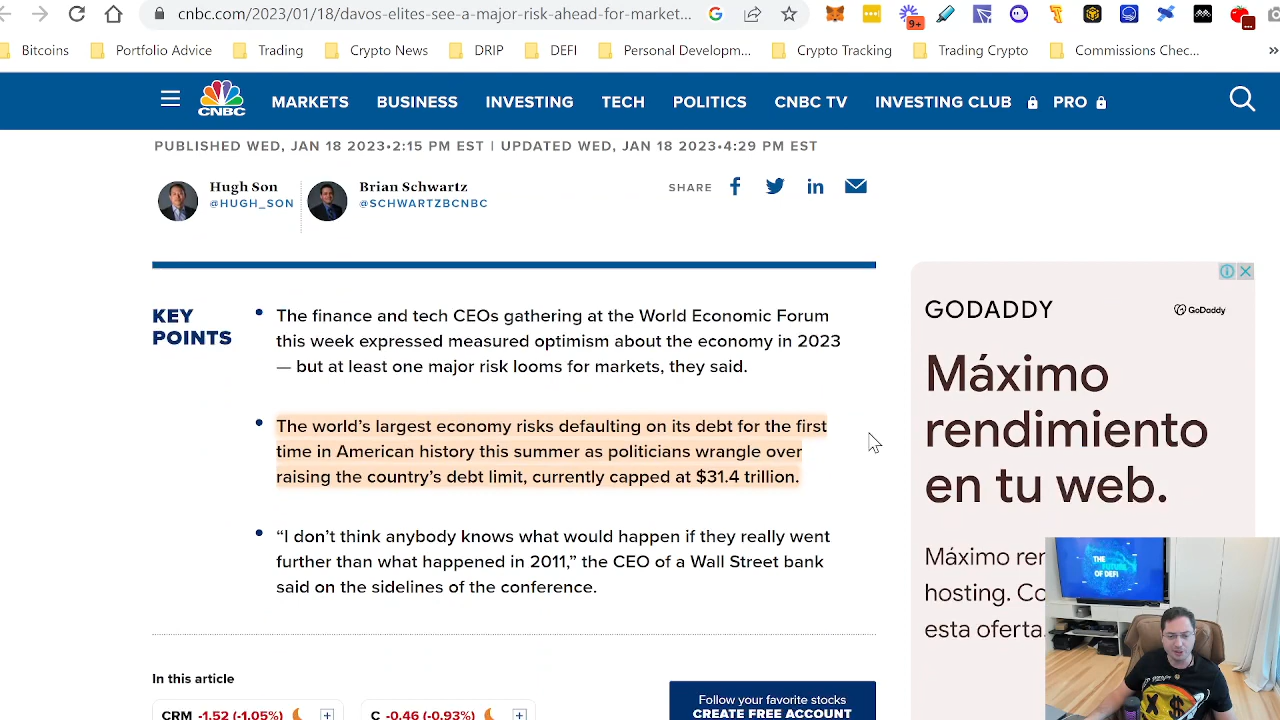 cnbc.com/2023/01/18/davos-elites-see-a-major-risk-ahead-for-market...
9+
Bitcoins
Portfolio Advice
Trading
Crypto News
DRIP
DEFI
Personal Developm...
Crypto Tracking
Trading Crypto
Commissions Chec...
»
CNBC
MARKETS
BUSINESS
INVESTING
TECH
POLITICS
CNBC TV
INVESTING CLUB
PRO
PUBLISHED WED, JAN 18 2023•2:15 PM EST | UPDATED WED, JAN 18 2023•4:29 PM EST
Hugh Son
@HUGH_SON
Brian Schwartz
@SCHWARTZBCNBC
SHARE
KEY
POINTS
The finance and tech CEOs gathering at the World Economic Forum
this week expressed measured optimism about the economy in 2023
— but at least one major risk looms for markets, they said.
The world's largest economy risks defaulting on its debt for the first
time in American history this summer as politicians wrangle over
raising the country's debt limit, currently capped at $31.4 trillion.
“I don't think anybody knows what would happen if they really went
further than what happened in 2011,” the CEO of a Wall Street bank
said on the sidelines of the conference.
In this article
CRM -1.52 (-1.05%)
C -0.46 (-0.93%)
Follow your favorite stocks
CREATE FREE ACCOUNT
GODADDY
GoDaddy
Máximo
rendimiento
en tu web.
Máximo ren
hosting. Co
esta oferta
THE FUTURE
OF DEFI
X $